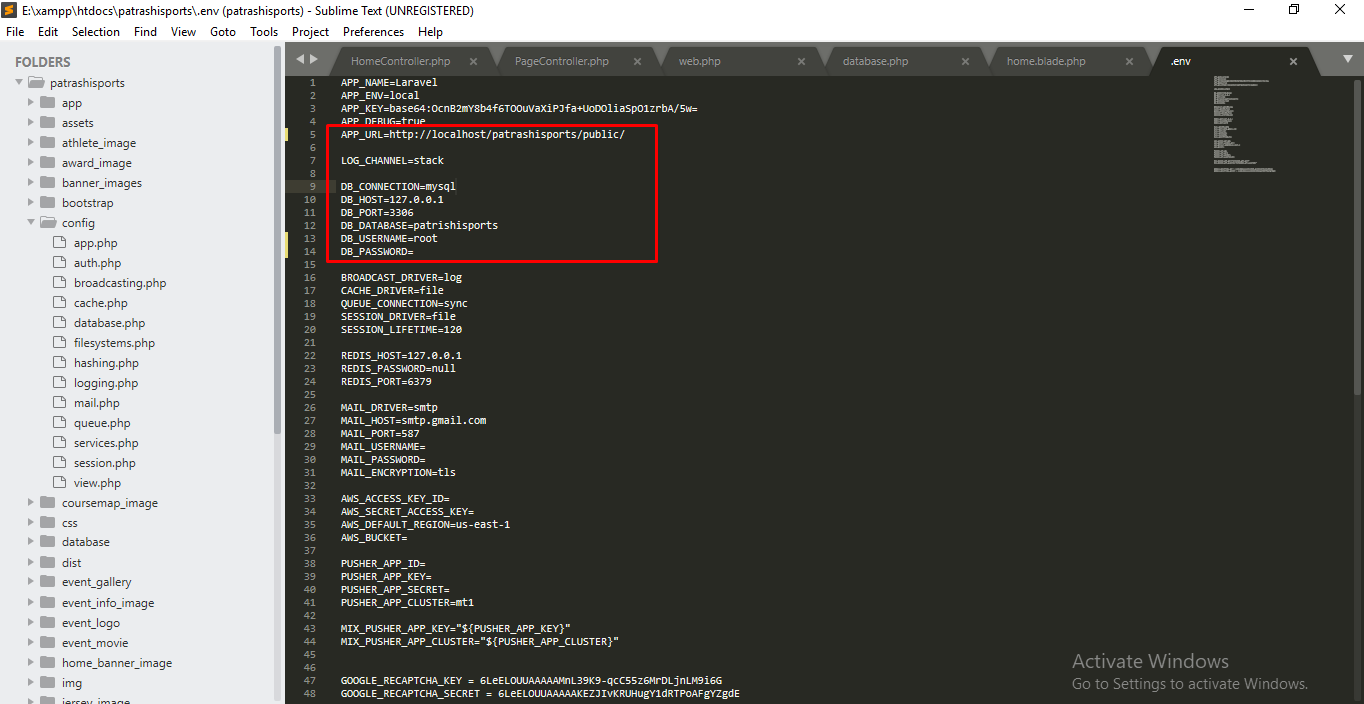 E:\xampp\htdocs\patrashisports\.env (patrashisports) - Sublime Text (UNREGISTERED)
File Edit Selection Find View Goto Tools Project Preferences Help
FOLDERS
patrashisports
app
assets
athlete_image
award_image
banner_images
bootstrap
config
app.php
auth.php
broadcasting.php
cache.php
database.php
filesystems.php
hashing.php
logging.php
mail.php
queue.php
services.php
session.php
view.php
coursemap_image
css
database
dist
event_gallery
event_info_image
event_logo
event_movie
home_banner_image
img
jersey_image
HomeController.php PageController.php web.php database.php home.blade.php .env
1 APP_NAME=Laravel
2 APP_ENV=local
3 APP_KEY=base64:OcnB2mY8b4f6TOOuVaXiPJfa+UoDOliaSpO1zrbA/5w=
4 APP_DEBUG=true
5 APP_URL=http://localhost/patrashisports/public/
6
7 LOG_CHANNEL=stack
8
9 DB_CONNECTION=mysql
10 DB_HOST=127.0.0.1
11 DB_PORT=3306
12 DB_DATABASE=patrishisports
13 DB_USERNAME=root
14 DB_PASSWORD=
15
16 BROADCAST_DRIVER=log
17 CACHE_DRIVER=file
18 QUEUE_CONNECTION=sync
19 SESSION_DRIVER=file
20 SESSION_LIFETIME=120
21
22 REDIS_HOST=127.0.0.1
23 REDIS_PASSWORD=null
24 REDIS_PORT=6379
25
26 MAIL_DRIVER=smtp
27 MAIL_HOST=smtp.gmail.com
28 MAIL_PORT=587
29 MAIL_USERNAME=
30 MAIL_PASSWORD=
31 MAIL_ENCRYPTION=tls
32
33 AWS_ACCESS_KEY_ID=
34 AWS_SECRET_ACCESS_KEY=
35 AWS_DEFAULT_REGION=us-east-1
36 AWS_BUCKET=
37
38 PUSHER_APP_ID=
39 PUSHER_APP_KEY=
40 PUSHER_APP_SECRET=
41 PUSHER_APP_CLUSTER=mt1
42
43 MIX_PUSHER_APP_KEY="${PUSHER_APP_KEY}"
44 MIX_PUSHER_APP_CLUSTER="${PUSHER_APP_CLUSTER}"
45
46
47 GOOGLE_RECAPTCHA_KEY = 6LeELOUUAAAAAMnL39K9-qcC55z6MrDLjnLM9i6G
48 GOOGLE_RECAPTCHA_SECRET = 6LeELOUUAAAAAKEZJIvKRUHugY1dRTPoAFgYZgdE
Activate Windows
Go to Settings to activate Windows.